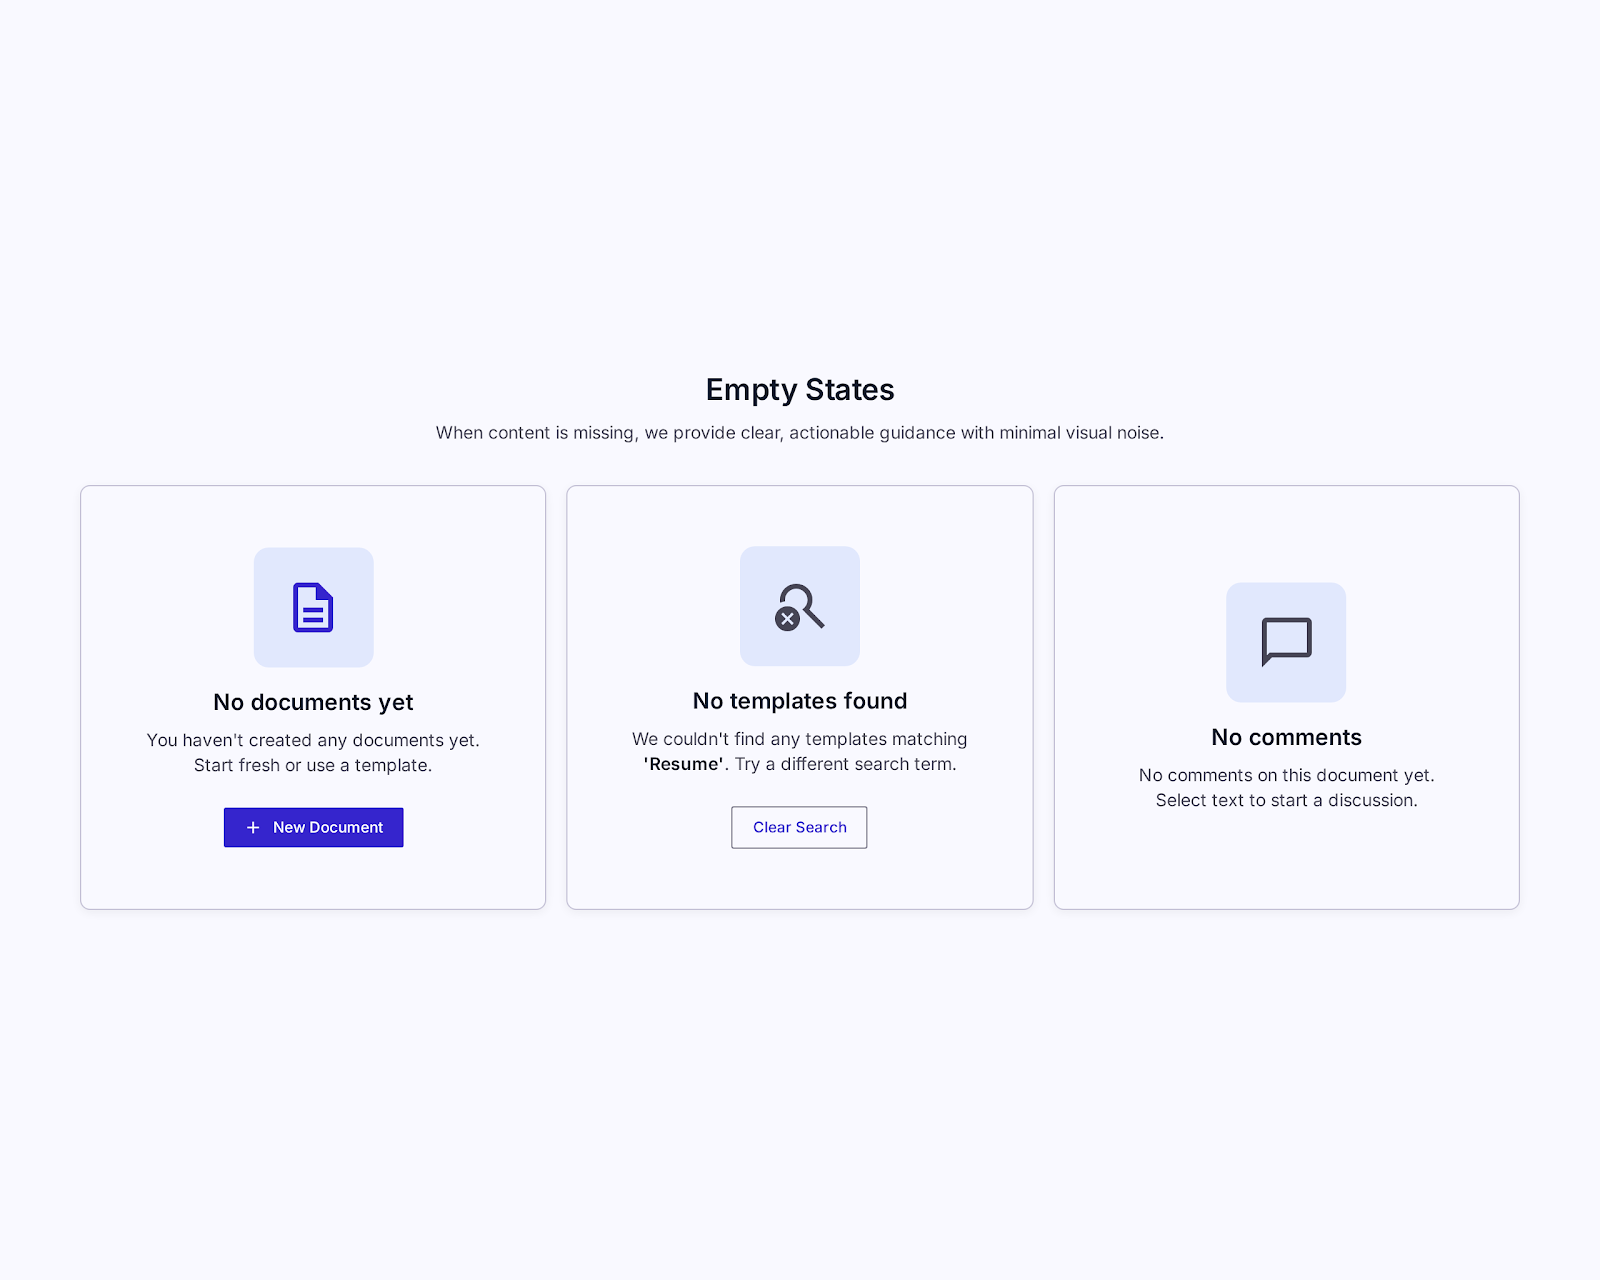 Empty States
When content is missing, we provide clear, actionable guidance with minimal visual noise.
No documents yet
You haven't created any documents yet.
Start fresh or use a template.
New Document
No templates found
We couldn't find any templates matching
'Resume'. Try a different search term.
Clear Search
No comments
No comments on this document yet.
Select text to start a discussion.